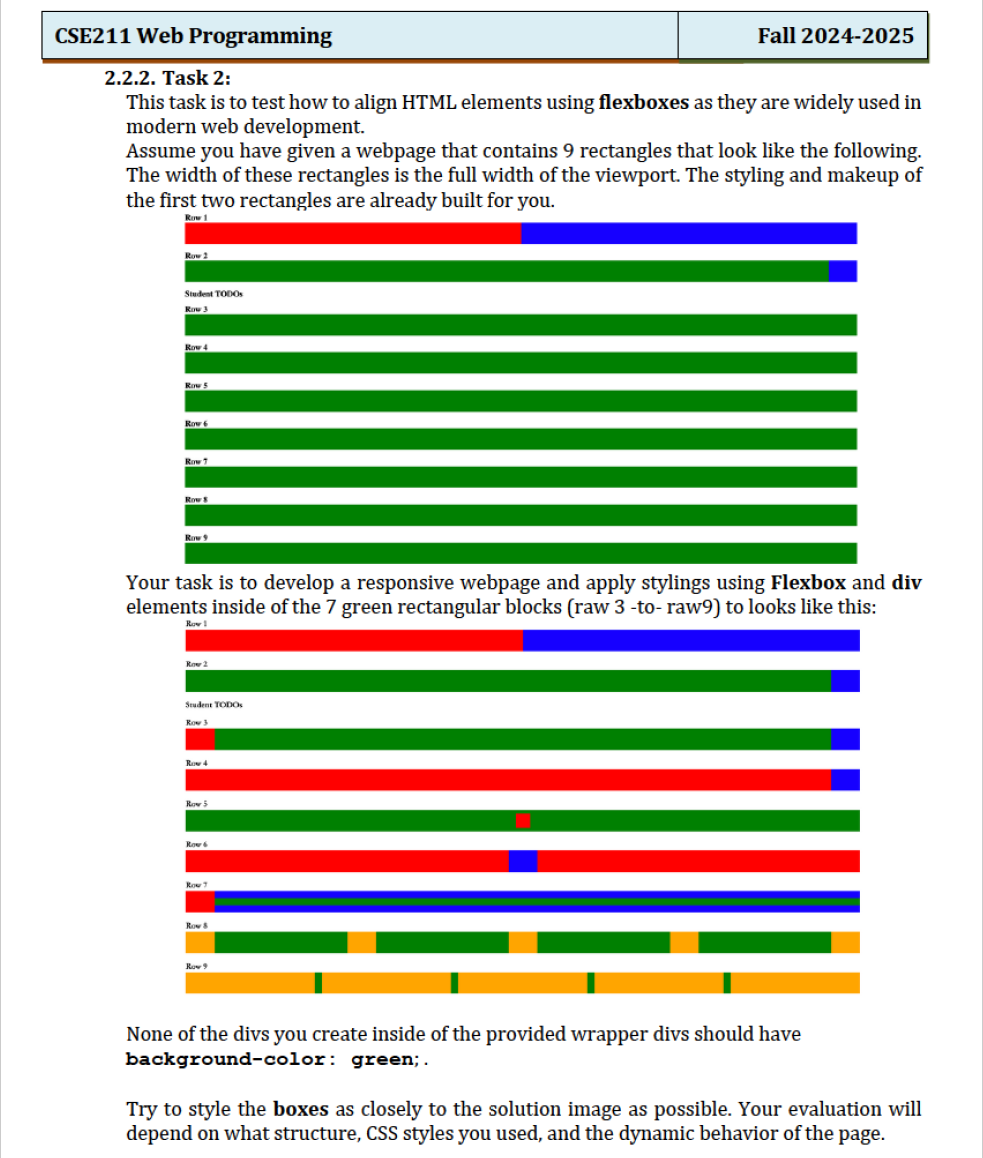 CSE211 Web Programming
Fall 2024-2025
2.2.2. Task 2:
This task is to test how to align HTML elements using flexboxes as they are widely used in
modern web development.
Assume you have given a webpage that contains 9 rectangles that look like the following.
The width of these rectangles is the full width of the viewport. The styling and makeup of
the first two rectangles are already built for you.
Row 1
Row 2
Student TODOs
Row 3
Row 4
Row 5
Row 6
Row 7
Row 8
Row 9
Your task is to develop a responsive webpage and apply stylings using Flexbox and div
elements inside of the 7 green rectangular blocks (raw 3 -to- raw9) to looks like this:
Row 1
Row 2
Student TODOs
Row 3
Row 4
Row 5
Row 6
Row 7
Row 8
Row 9
None of the divs you create inside of the provided wrapper divs should have
background-color: green;.
Try to style the boxes as closely to the solution image as possible. Your evaluation will
depend on what structure, CSS styles you used, and the dynamic behavior of the page.